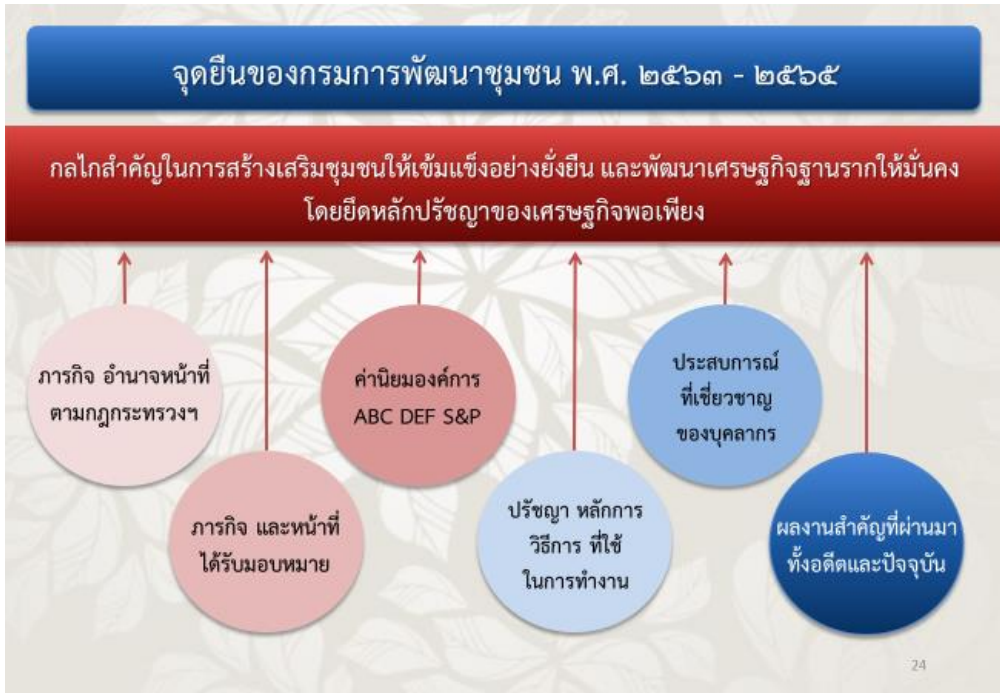 จุดยืนของกรมการพัฒนาชุมชน พ.ศ. ๒๕๖๓ - ๒๕๖๕
กลไกสำคัญในการสร้างเสริมชุมชนให้เข้มแข็งอย่างยั่งยืน และพัฒนาเศรษฐกิจฐานรากให้มั่นคง
โดยยึดหลักปรัชญาของเศรษฐกิจพอเพียง
ภารกิจ อำนาจหน้าที่
ตามกฎกระทรวงฯ
ภารกิจ และหน้าที่
ได้รับมอบหมาย
ค่านิยมองค์การ
ABC DEF S&P
ปรัชญา หลักการ
วิธีการ ที่ใช้
ในการทำงาน
ประสบการณ์
ที่เชี่ยวชาญ
ของบุคลากร
ผลงานสำคัญที่ผ่านมา
ทั้งอดีตและปัจจุบัน
24